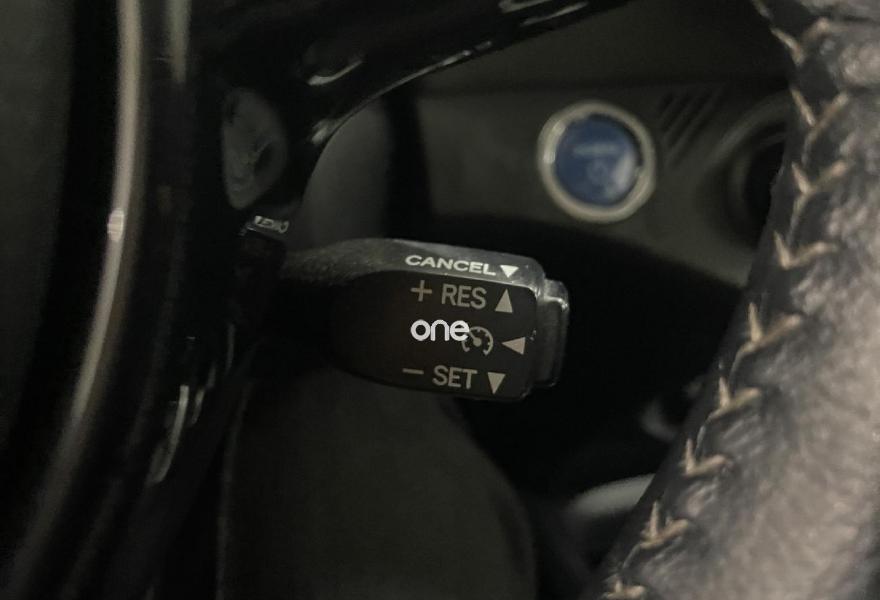 CANCEL▼
+ RES ▲
one ◀
− SET ▼